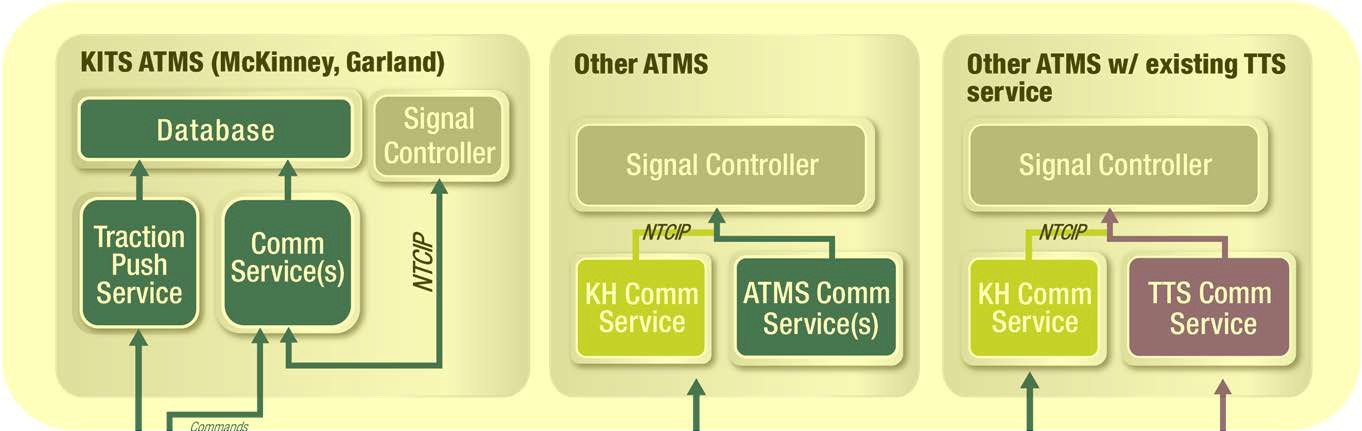 KITS ATMS (McKinney, Garland)
Database
Signal
Controller
Traction
Push
Service
Comm
Service(s)
NTCIP
Commands
Other ATMS
Signal Controller
NTCIP
KH Comm
Service
ATMS Comm
Service(s)
Other ATMS w/ existing TTS
service
Signal Controller
NTCIP
KH Comm
Service
TTS Comm
Service